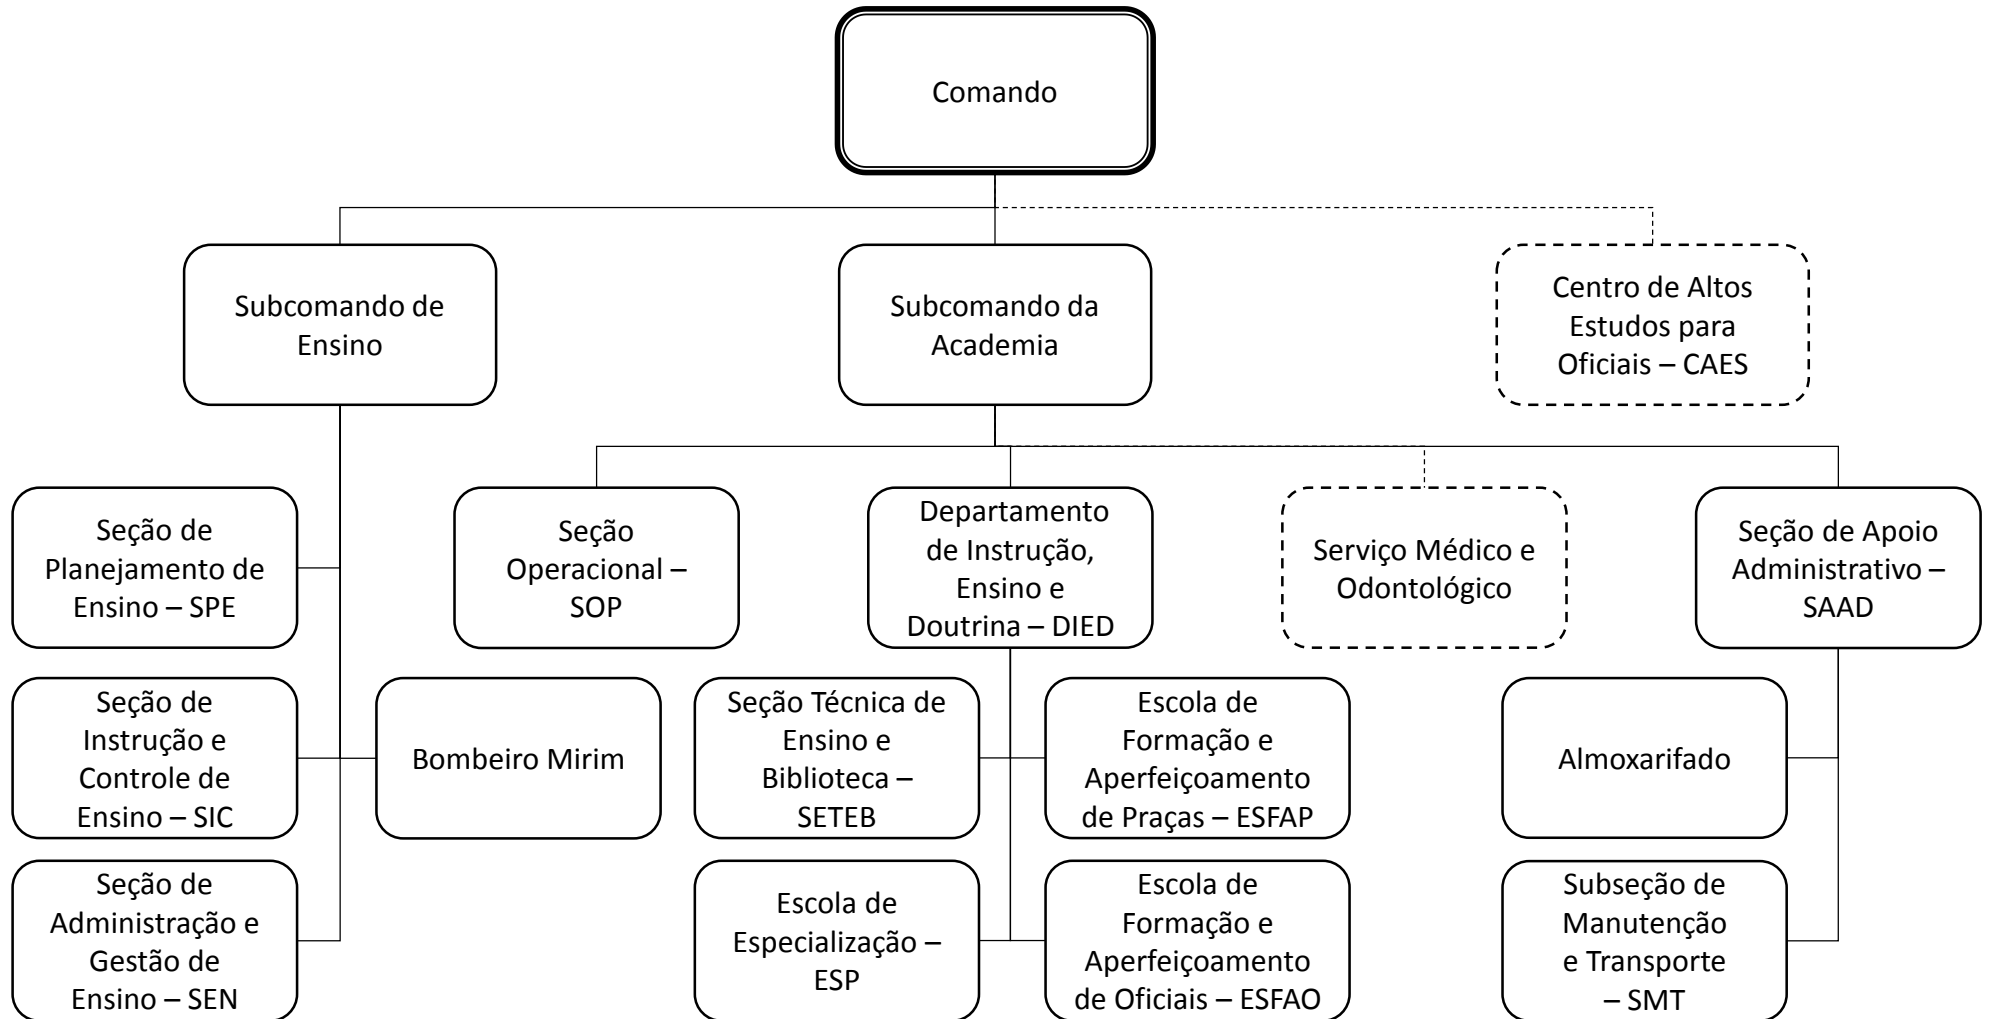 Comando
Subcomando de
Ensino
Subcomando da
Academia
Centro de Altos
Estudos para
Oficiais – CAES
Seção de
Planejamento de
Ensino – SPE
Seção
Operacional –
SOP
Departamento
de Instrução,
Ensino e
Doutrina – DIED
Serviço Médico e
Odontológico
Seção de Apoio
Administrativo –
SAAD
Seção de
Instrução e
Controle de
Ensino – SIC
Bombeiro Mirim
Seção Técnica de
Ensino e
Biblioteca –
SETEB
Escola de
Formação e
Aperfeiçoamento
de Praças – ESFAP
Almoxarifado
Seção de
Administração e
Gestão de
Ensino – SEN
Escola de
Especialização –
ESP
Escola de
Formação e
Aperfeiçoamento
de Oficiais – ESFAO
Subseção de
Manutenção
e Transporte
– SMT